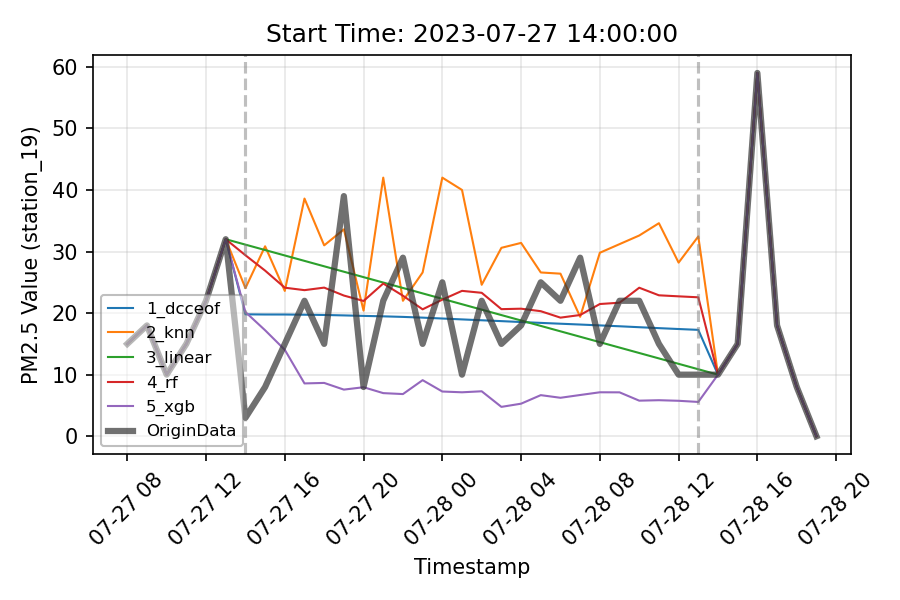 Start Time: 2023-07-27 14:00:00
PM2.5 Value (station_19)
60
50
40
30
20
10
0
1_dcceof
2_knn
3_linear
4_rf
5_xgb
OriginData
07-27 08
07-27 12
07-27 16
07-27 20
07-28 00
07-28 04
07-28 08
07-28 12
07-28 16
07-28 20
Timestamp